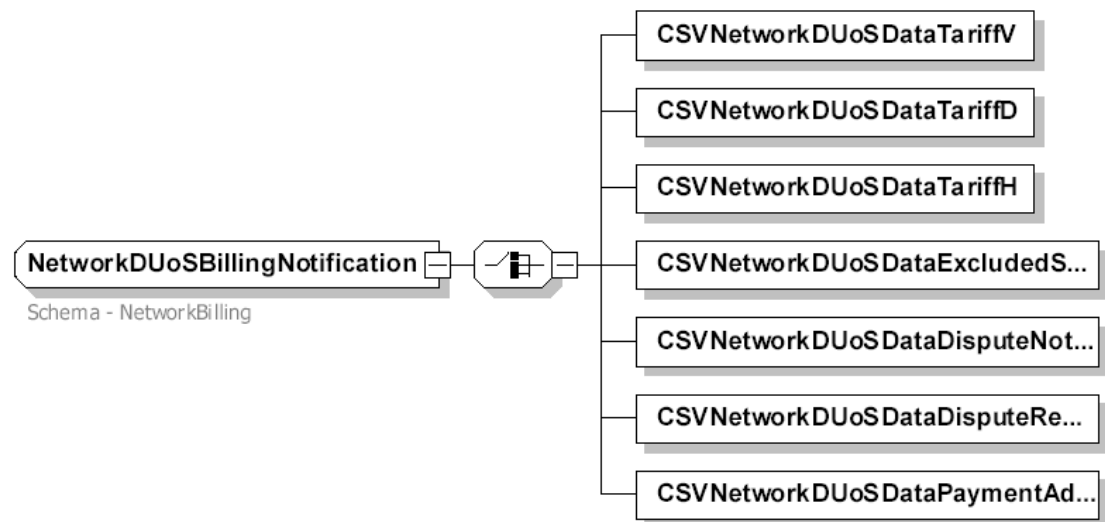 CSVNetworkDUoSDataTariffV
CSVNetworkDUoSDataTariffD
CSVNetworkDUoSDataTariffH
NetworkDUoSBillingNotification
Schema - NetworkBilling
CSVNetworkDUoSDataExcludedS...
CSVNetworkDUoSDataDisputeNot...
CSVNetworkDUoSDataDisputeRe...
CSVNetworkDUoSDataPaymentAd...